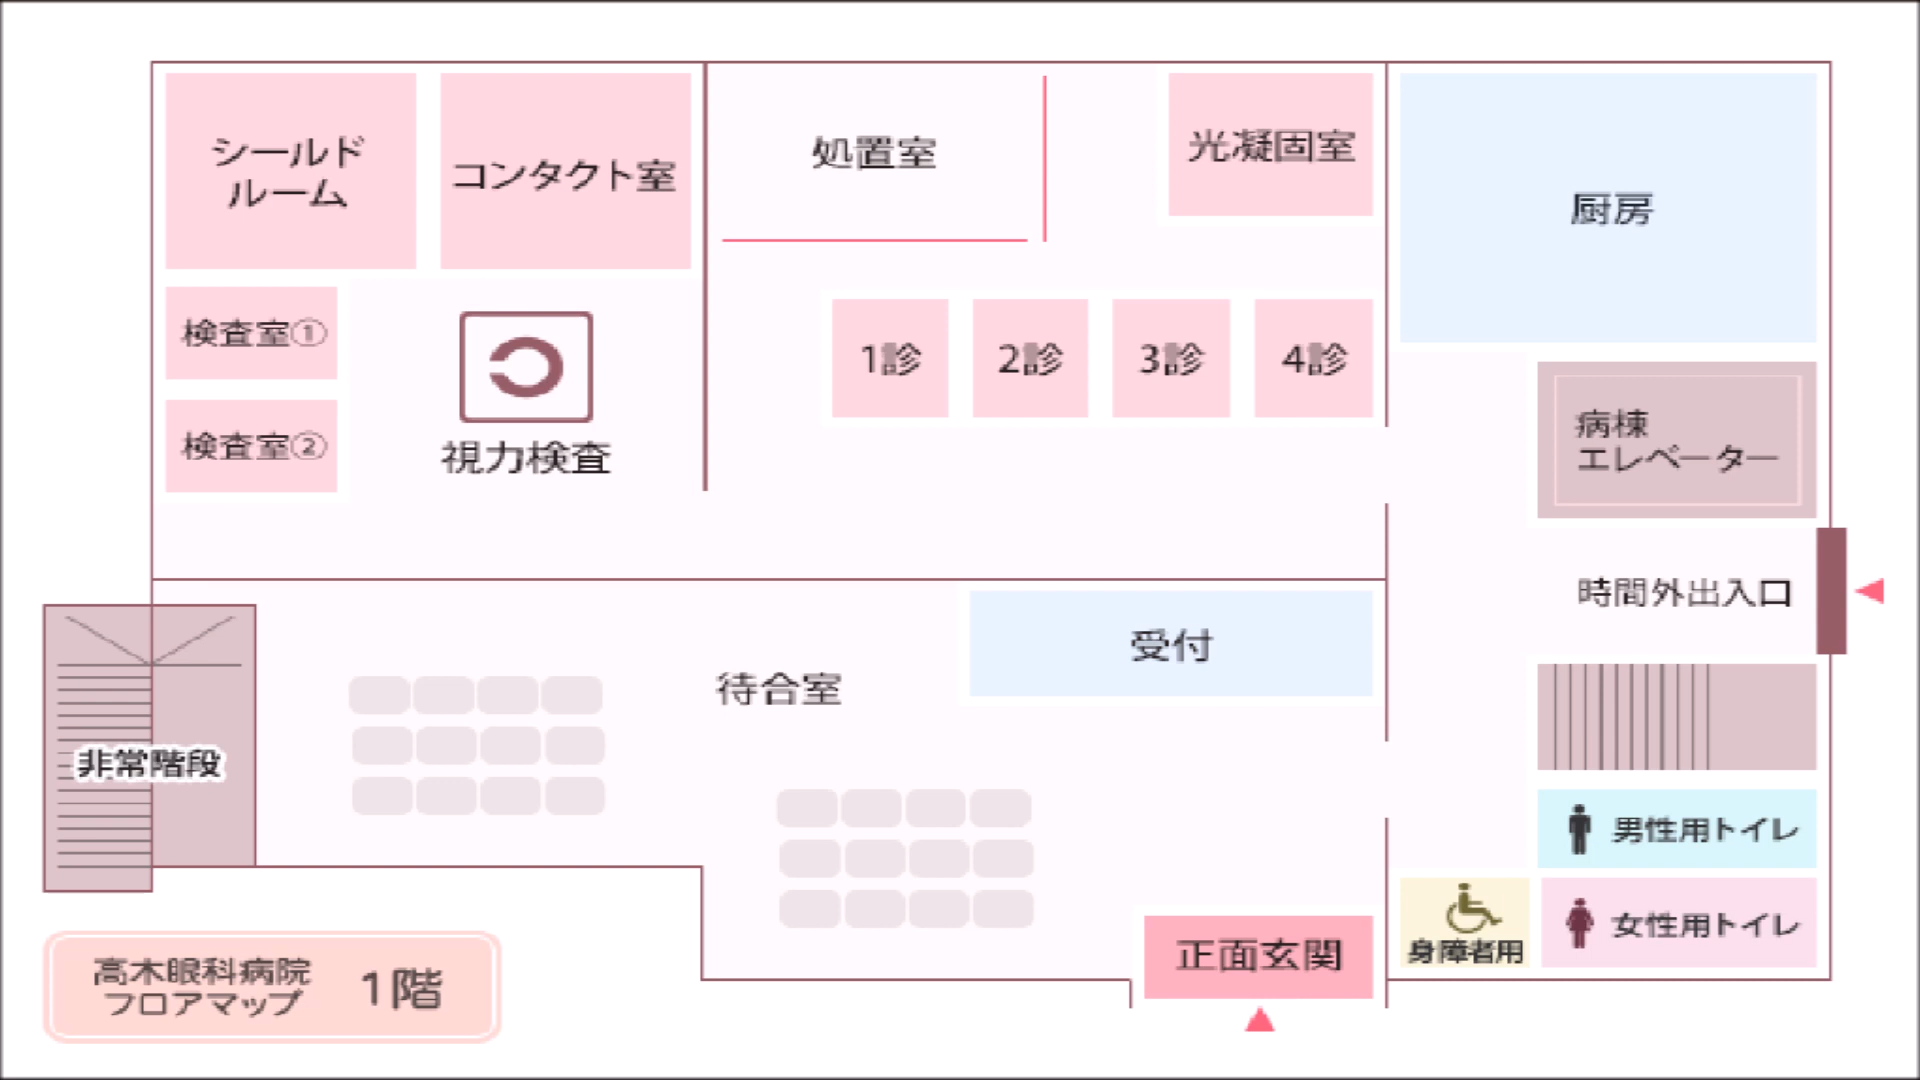 シールド
ルーム
コンタクト室
処置室
光凝固室
厨房
検査室①
検査室②
視力検査
1診
2診
3診
4診
病棟
エレベーター
時間外出入口
受付
待合室
非常階段
男性用トイレ
女性用トイレ
身障者用
正面玄関
高木眼科病院
フロアマップ
1階